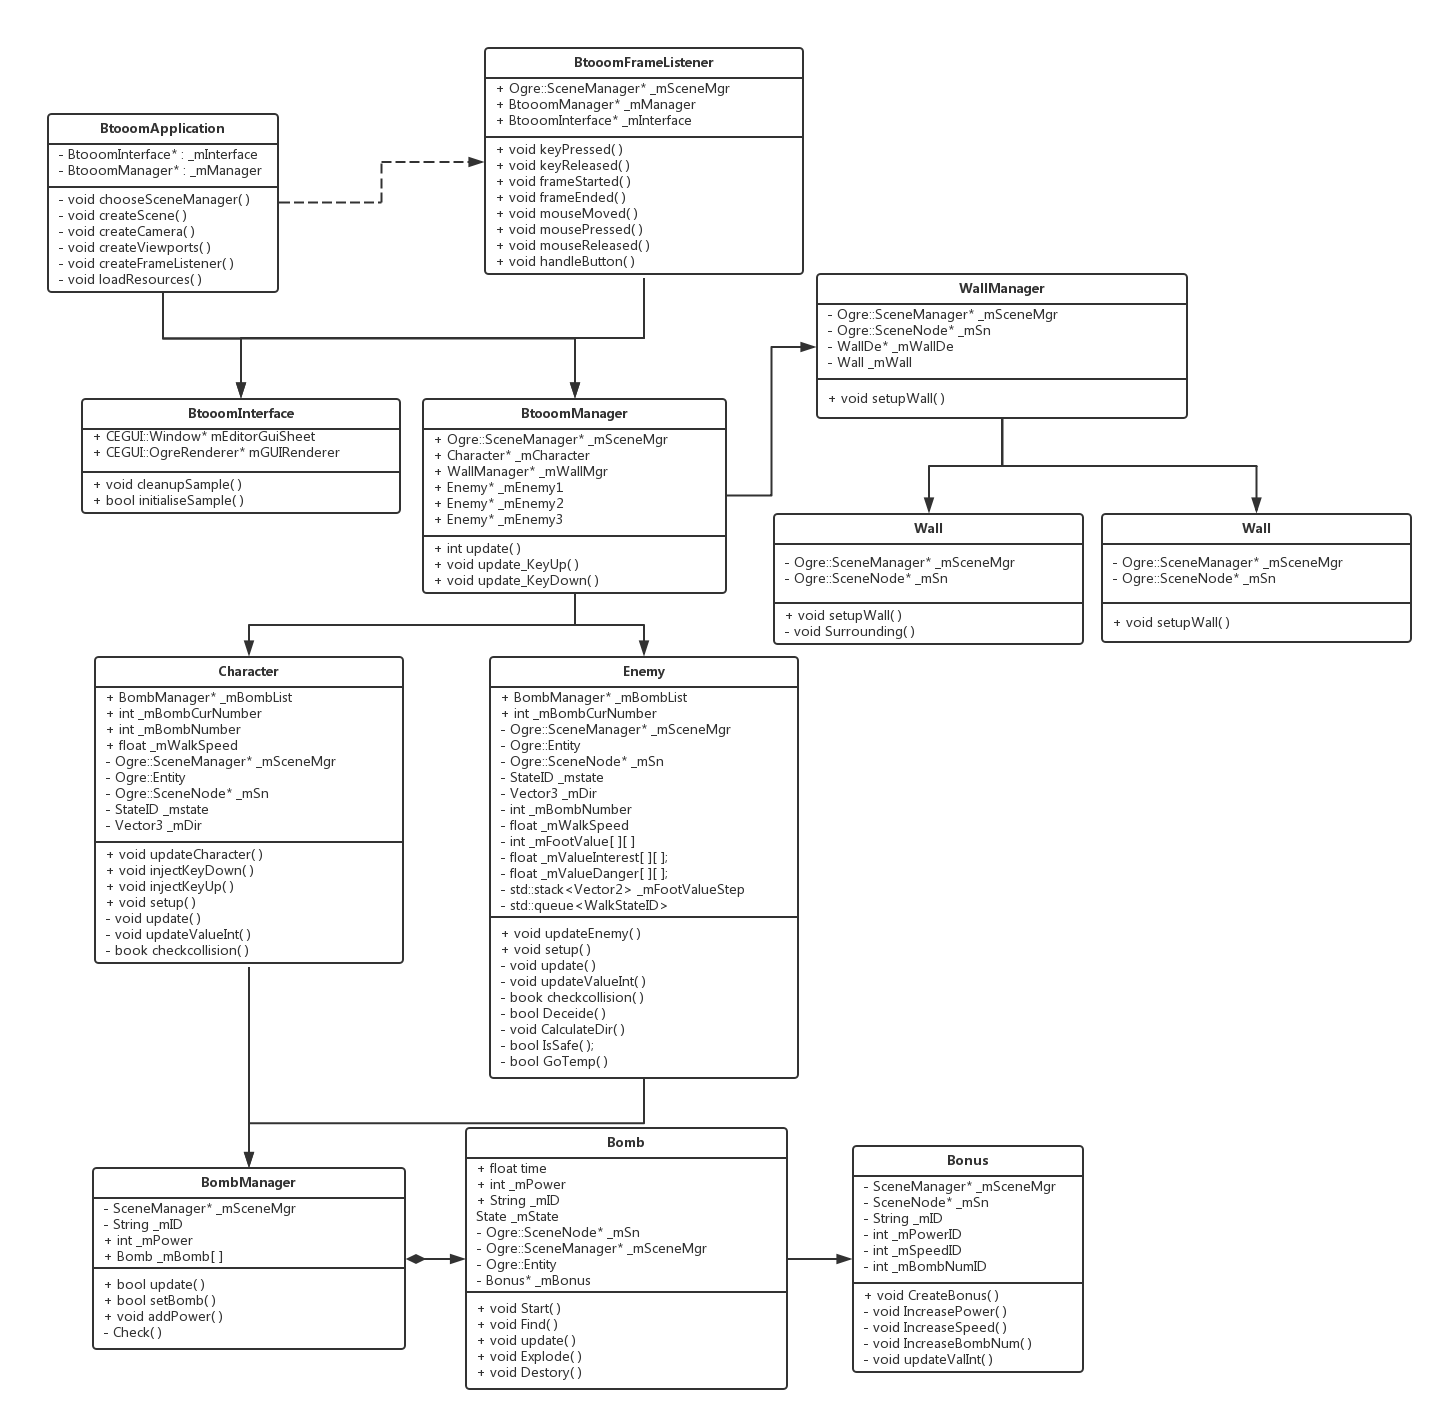 BtooomFrameListener
+ Ogre::SceneManager* _mSceneMgr
+ BtooomManager* _mManager
+ BtooomInterface* _mInterface
+ void keyPressed( )
+ void keyReleased( )
+ void frameStarted( )
+ void frameEnded( )
+ void mouseMoved( )
+ void mousePressed( )
+ void mouseReleased( )
+ void handleButton( )
BtooomApplication
- BtooomInterface* : _mInterface
- BtooomManager* : _mManager
- void chooseSceneManager( )
- void createScene( )
- void createCamera( )
- void createViewports( )
- void createFrameListener( )
- void loadResources( )
WallManager
- Ogre::SceneManager* _mSceneMgr
- Ogre::SceneNode* _mSn
- WallDe* _mWallDe
- Wall _mWall
+ void setupWall( )
BtooomInterface
+ CEGUI::Window* mEditorGuiSheet
+ CEGUI::OgreRenderer* mGUIRenderer
+ void cleanupSample( )
+ bool initialiseSample( )
BtooomManager
+ Ogre::SceneManager* _mSceneMgr
+ Character* _mCharacter
+ WallManager* _mWallMgr
+ Enemy* _mEnemy1
+ Enemy* _mEnemy2
+ Enemy* _mEnemy3
+ int update( )
+ void update_KeyUp( )
+ void update_KeyDown( )
Wall
- Ogre::SceneManager* _mSceneMgr
- Ogre::SceneNode* _mSn
+ void setupWall( )
- void Surrounding( )
Wall
- Ogre::SceneManager* _mSceneMgr
- Ogre::SceneNode* _mSn
+ void setupWall( )
Character
+ BombManager* _mBombList
+ int _mBombCurNumber
+ int _mBombNumber
+ float _mWalkSpeed
- Ogre::SceneManager* _mSceneMgr
- Ogre::Entity
- Ogre::SceneNode* _mSn
- StateID _mstate
- Vector3 _mDir
+ void updateCharacter( )
+ void injectKeyDown( )
+ void injectKeyUp( )
+ void setup( )
- void update( )
- void updateValueInt( )
- book checkcollision( )
Enemy
+ BombManager* _mBombList
+ int _mBombCurNumber
- Ogre::SceneManager* _mSceneMgr
- Ogre::Entity
- Ogre::SceneNode* _mSn
- StateID _mstate
- Vector3 _mDir
- int _mBombNumber
- float _mWalkSpeed
- int _mFootValue[ ][ ]
- float _mValueInterest[ ][ ];
- float _mValueDanger[ ][ ];
- std::stack<Vector2> _mFootValueStep
- std::queue<WalkStateID>
+ void updateEnemy( )
+ void setup( )
- void update( )
- void updateValueInt( )
- book checkcollision( )
- bool Deceide( )
- void CalculateDir( )
- bool IsSafe( );
- bool GoTemp( )
BombManager
- SceneManager* _mSceneMgr
- String _mID
+ int _mPower
+ Bomb _mBomb[ ]
+ bool update( )
+ bool setBomb( )
+ void addPower( )
- Check( )
Bomb
+ float time
+ int _mPower
+ String _mID
State _mState
- Ogre::SceneNode* _mSn
- Ogre::SceneManager* _mSceneMgr
- Ogre::Entity
- Bonus* _mBonus
+ void Start( )
+ void Find( )
+ void update( )
+ void Explode( )
+ void Destory( )
Bonus
- SceneManager* _mSceneMgr
- SceneNode* _mSn
- String _mID
- int _mPowerID
- int _mSpeedID
- int _mBombNumID
+ void CreateBonus( )
- void IncreasePower( )
- void IncreaseSpeed( )
- void IncreaseBombNum( )
- void updateValInt( )